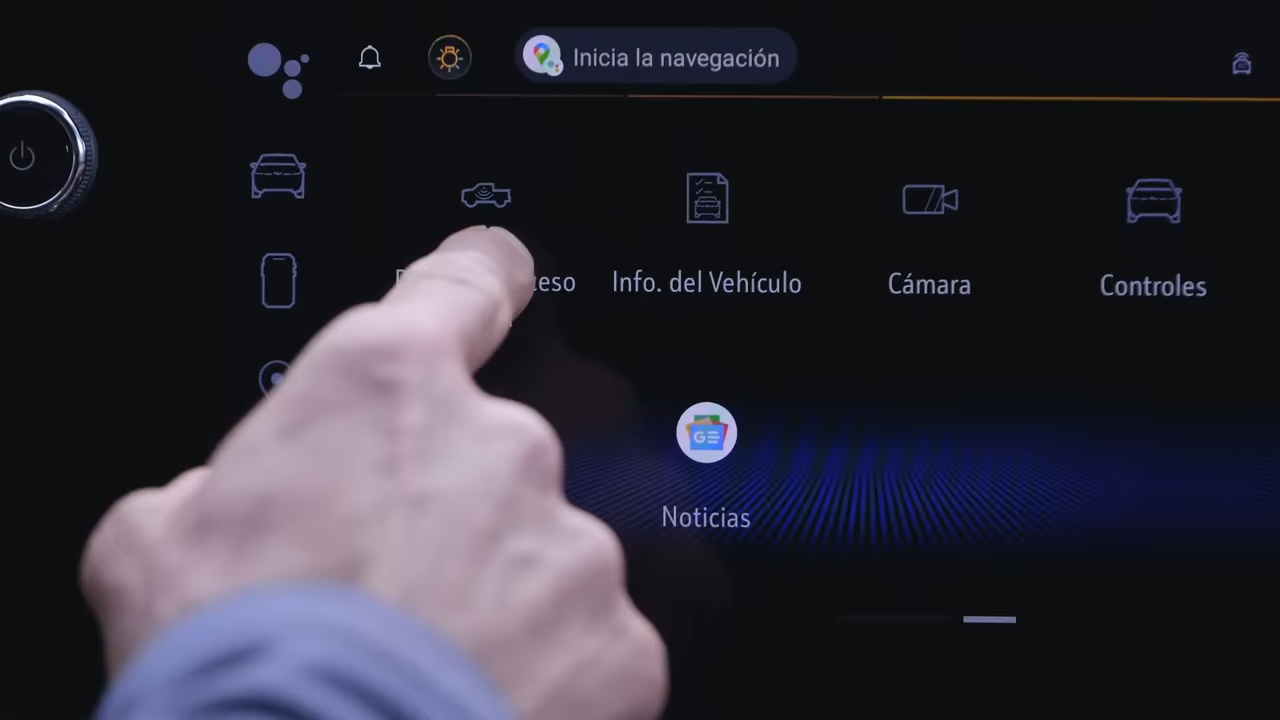 Inicia la navegación
Info. del Vehículo
Cámara
Controles
Noticias